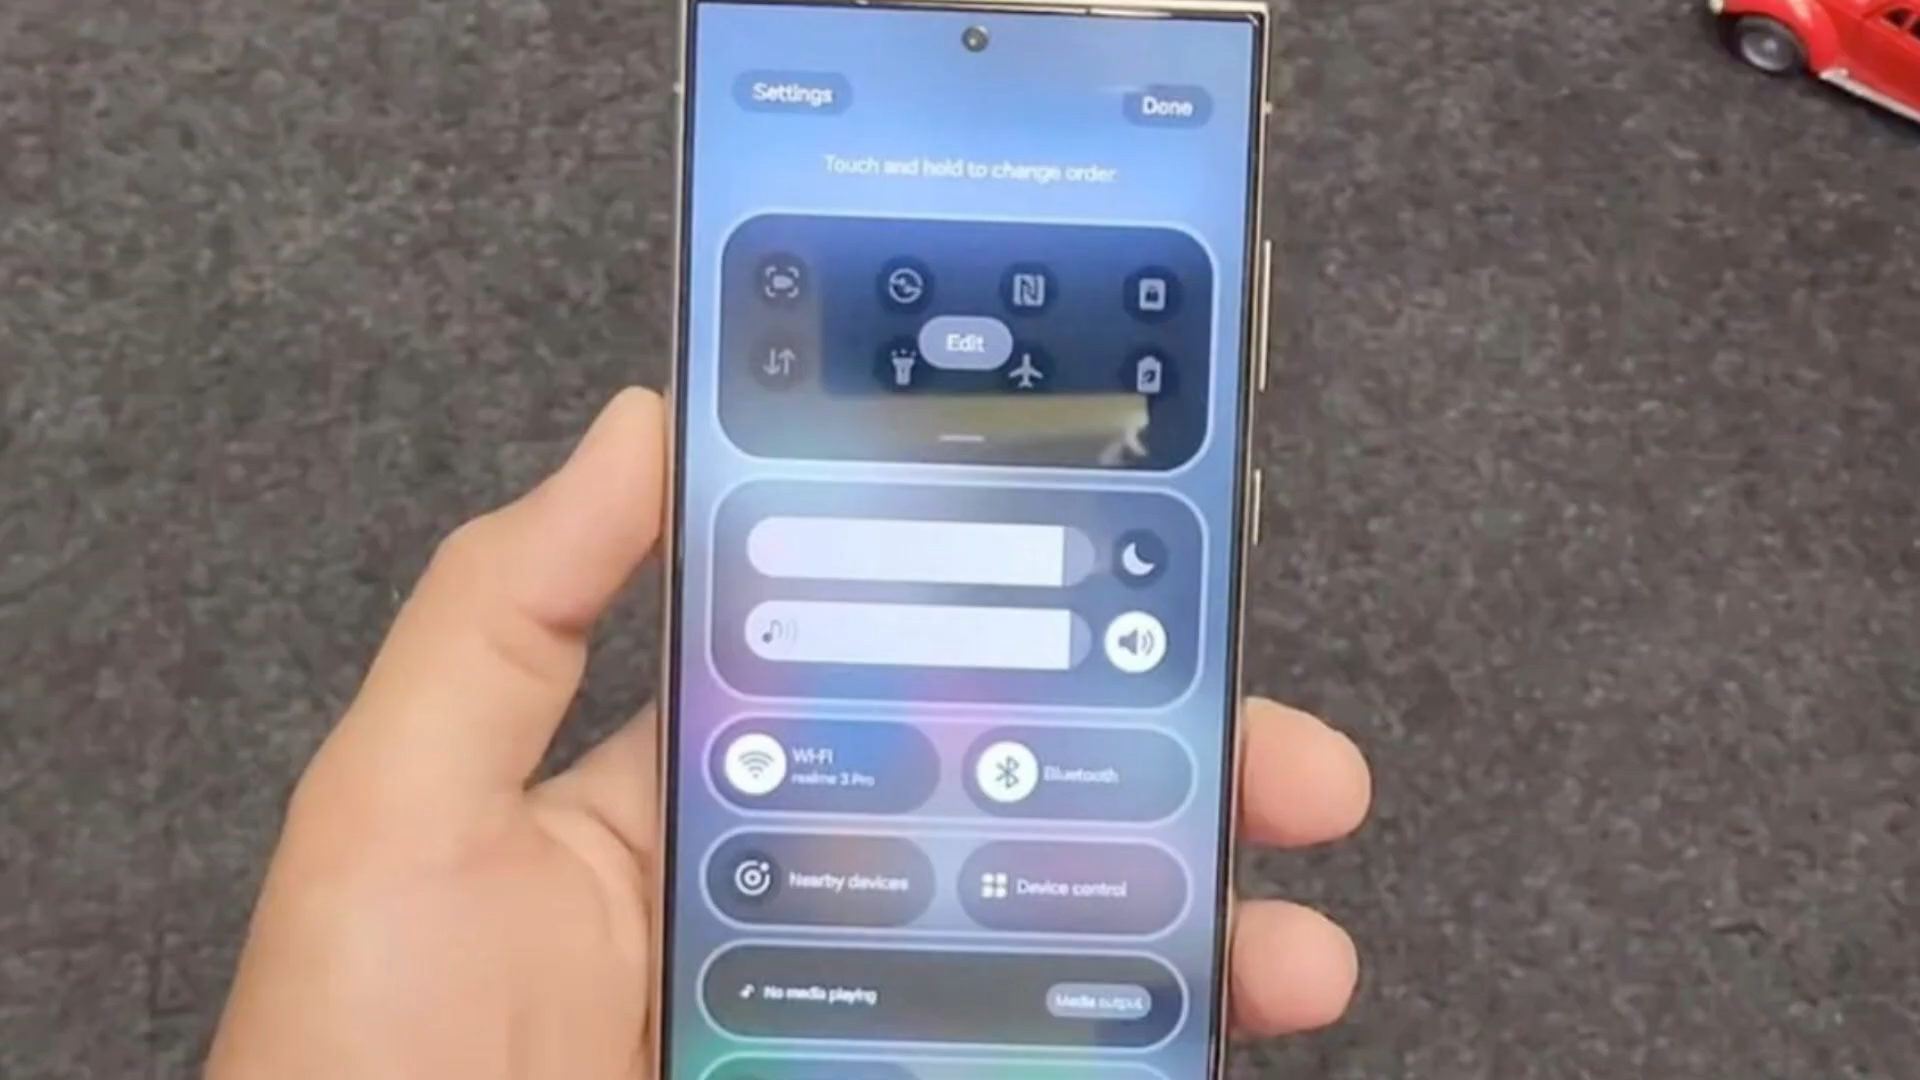 Settings
Done
Touch and hold to change order
Edit
Wi-Fi
realme 3 Pro
Bluetooth
Nearby devices
Device control
No media playing
Media output